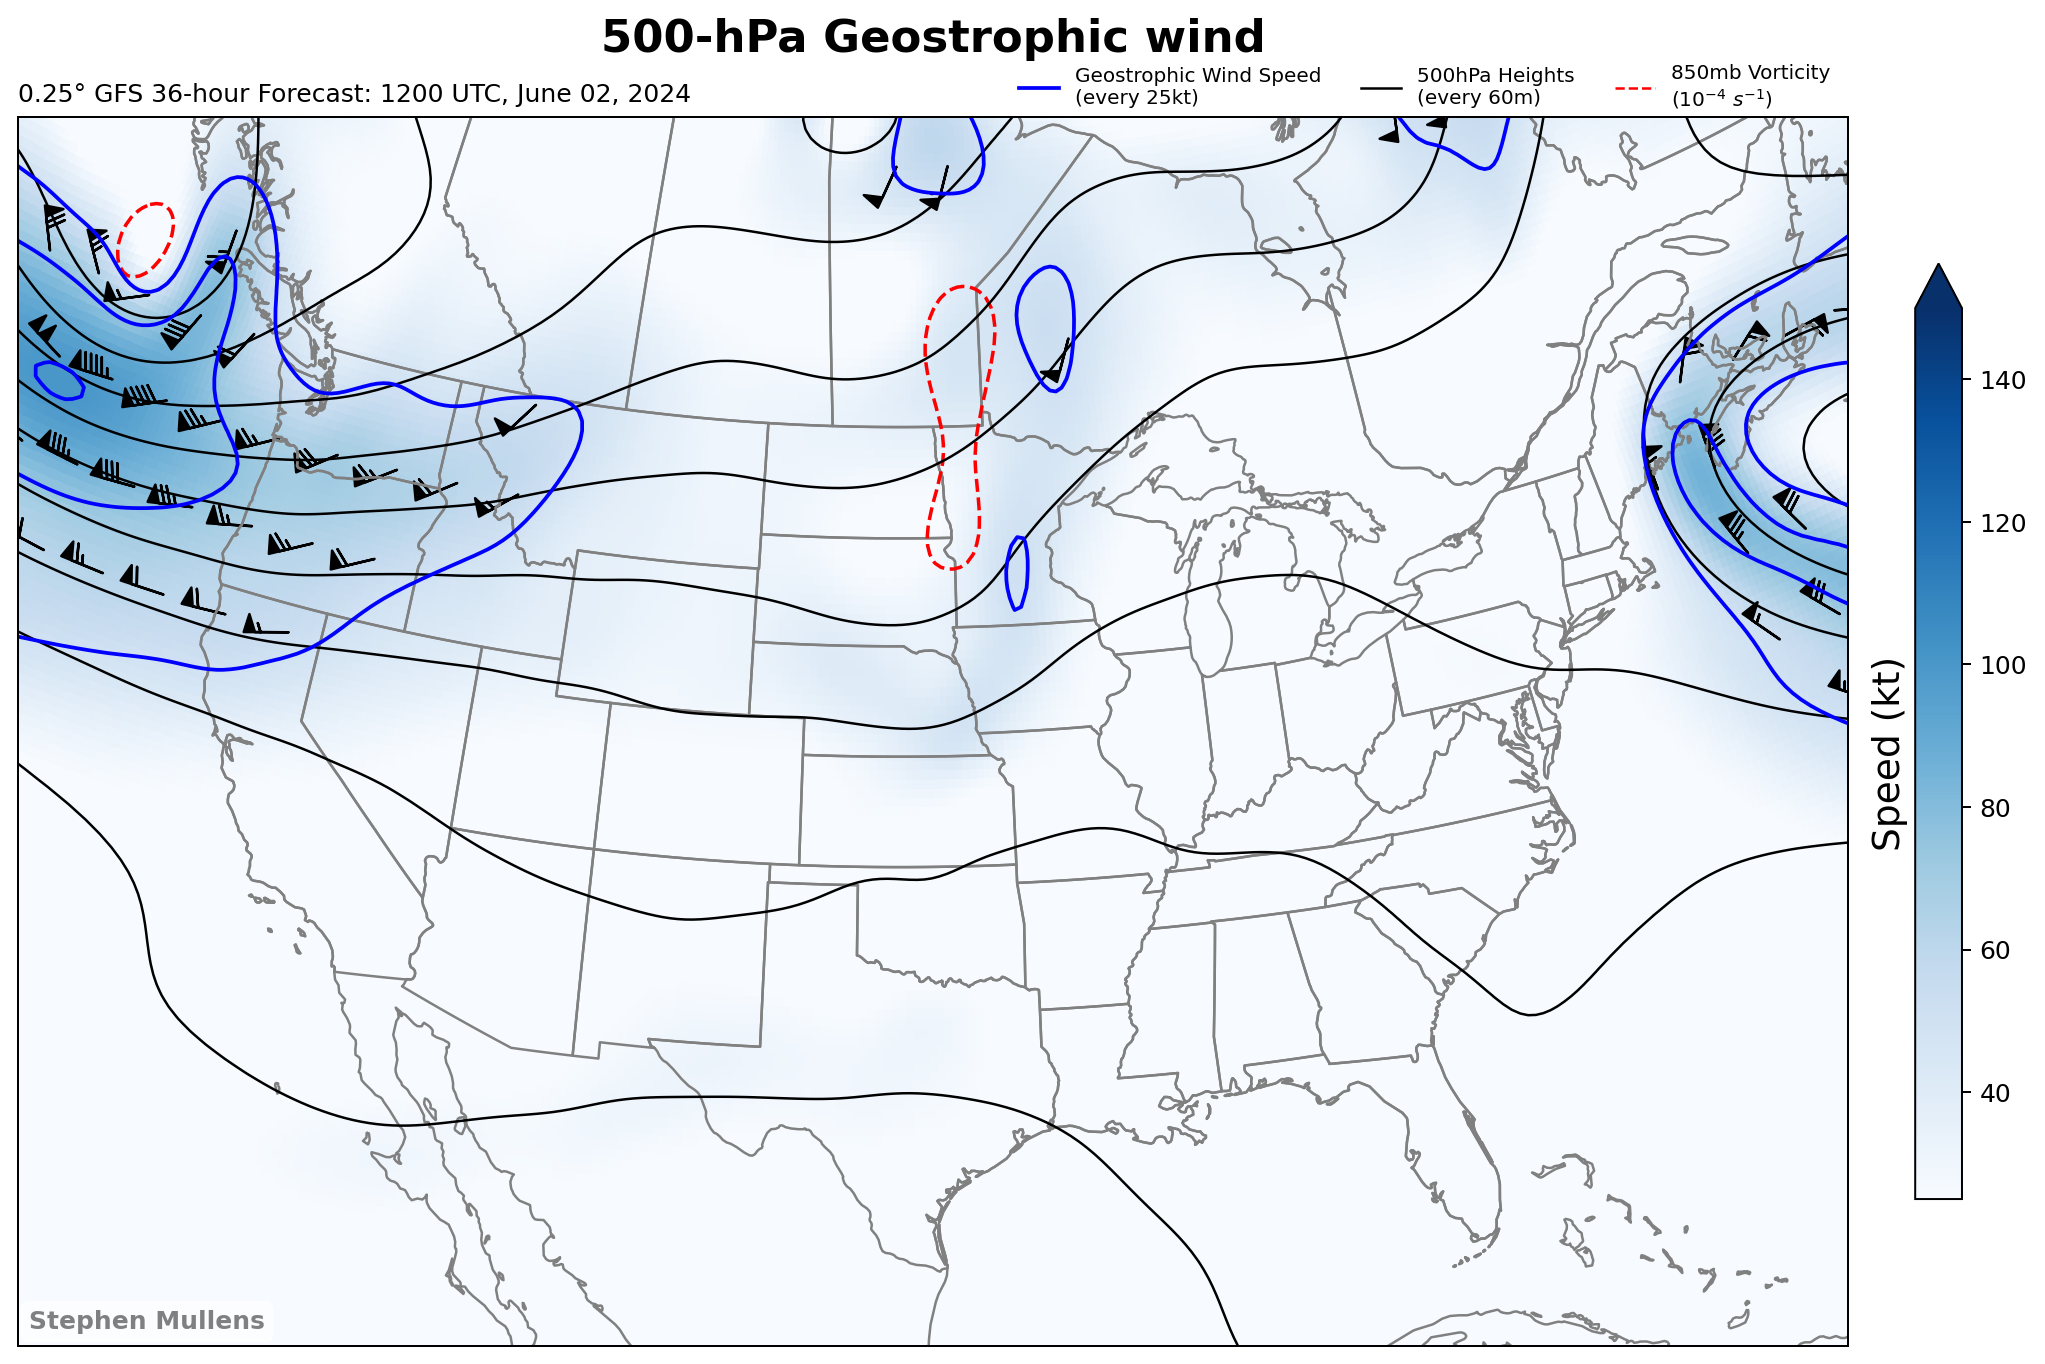 500-hPa Geostrophic wind
0.25° GFS 36-hour Forecast: 1200 UTC, June 02, 2024
Geostrophic Wind Speed
(every 25kt)
500hPa Heights
(every 60m)
850mb Vorticity
(10⁻⁴ s⁻¹)
140
120
100
80
60
40
Speed (kt)
Stephen Mullens